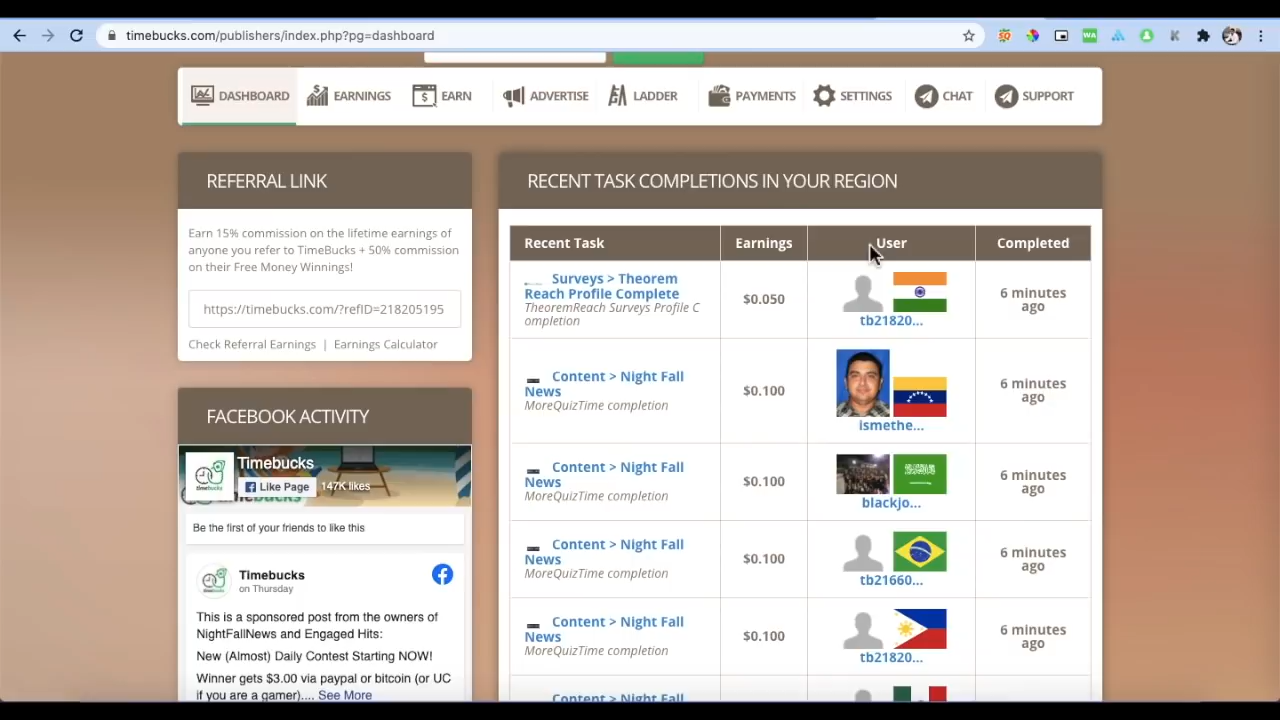 timebucks.com/publishers/index.php?pg=dashboard
DASHBOARD
EARNINGS
EARN
ADVERTISE
LADDER
PAYMENTS
SETTINGS
CHAT
SUPPORT
REFERRAL LINK
Earn 15% commission on the lifetime earnings of
anyone you refer to TimeBucks + 50% commission
on their Free Money Winnings!
https://timebucks.com/?refID=218205195
Check Referral Earnings | Earnings Calculator
FACEBOOK ACTIVITY
Timebucks
Like Page
147K likes
Be the first of your friends to like this
Timebucks
on Thursday
This is a sponsored post from the owners of
NightFallNews and Engaged Hits:
New (Almost) Daily Contest Starting NOW!
Winner gets $3.00 via paypal or bitcoin (or UC
if you are a gamer).... See More
RECENT TASK COMPLETIONS IN YOUR REGION
Recent Task
Earnings
User
Completed
Surveys > Theorem
Reach Profile Complete
TheoremReach Surveys Profile C
ompletion
$0.050
tb21820...
6 minutes
ago
Content > Night Fall
News
MoreQuizTime completion
$0.100
ismethe...
6 minutes
ago
Content > Night Fall
News
MoreQuizTime completion
$0.100
blackjo...
6 minutes
ago
Content > Night Fall
News
MoreQuizTime completion
$0.100
tb21660...
6 minutes
ago
Content > Night Fall
News
MoreQuizTime completion
$0.100
tb21820...
6 minutes
ago
Content > Night Fall